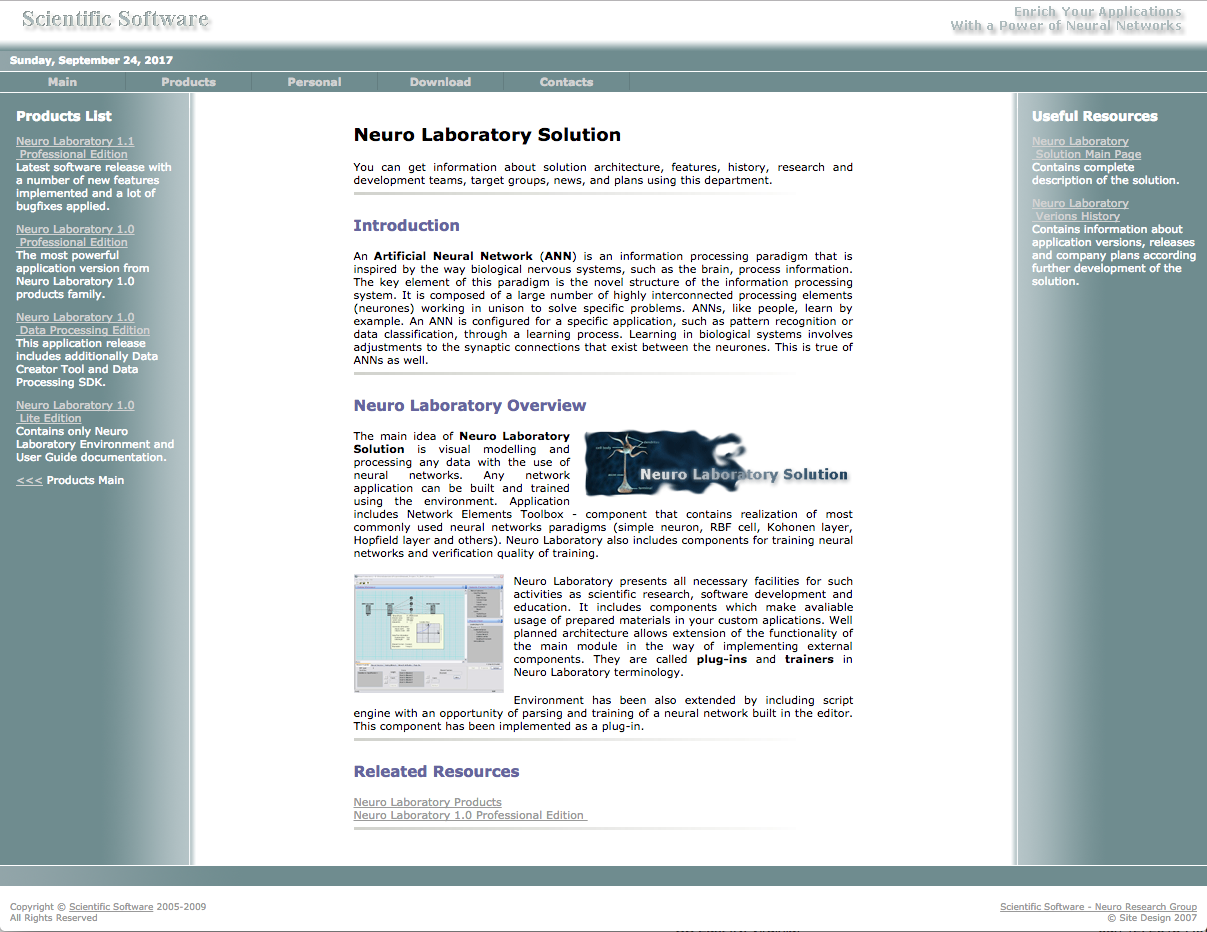 Scientific Software
Enrich Your Applications
With a Power of Neural Networks
Sunday, September 24, 2017
Main
Products
Personal
Download
Contacts
Products List
Neuro Laboratory 1.1
Professional Edition
Latest software release with
a number of new features
implemented and a lot of
bugfixes applied.
Neuro Laboratory 1.0
Professional Edition
The most powerful
application version from
Neuro Laboratory 1.0
products family.
Neuro Laboratory 1.0
Data Processing Edition
This application release
includes additionally Data
Creator Tool and Data
Processing SDK.
Neuro Laboratory 1.0
Lite Edition
Contains only Neuro
Laboratory Environment and
User Guide documentation.
<<< Products Main
Neuro Laboratory Solution
You can get information about solution architecture, features, history, research and
development teams, target groups, news, and plans using this department.
Introduction
An Artificial Neural Network (ANN) is an information processing paradigm that is
inspired by the way biological nervous systems, such as the brain, process information.
The key element of this paradigm is the novel structure of the information processing
system. It is composed of a large number of highly interconnected processing elements
(neurones) working in unison to solve specific problems. ANNs, like people, learn by
example. An ANN is configured for a specific application, such as pattern recognition or
data classification, through a learning process. Learning in biological systems involves
adjustments to the synaptic connections that exist between the neurones. This is true of
ANNs as well.
Neuro Laboratory Overview
The main idea of Neuro Laboratory
Solution is visual modelling and
processing any data with the use of
neural networks. Any network
application can be built and trained
using the environment. Application
includes Network Elements Toolbox - component that contains realization of most
commonly used neural networks paradigms (simple neuron, RBF cell, Kohonen layer,
Hopfield layer and others). Neuro Laboratory also includes components for training neural
networks and verification quality of training.
Neuro Laboratory Solution
Neuro Laboratory presents all necessary facilities for such
activities as scientific research, software development and
education. It includes components which make avaliable
usage of prepared materials in your custom aplications. Well
planned architecture allows extension of the functionality of
the main module in the way of implementing external
components. They are called plug-ins and trainers in
Neuro Laboratory terminology.
Environment has been also extended by including script
engine with an opportunity of parsing and training of a neural network built in the editor.
This component has been implemented as a plug-in.
Releated Resources
Neuro Laboratory Products
Neuro Laboratory 1.0 Professional Edition
Useful Resources
Neuro Laboratory
Solution Main Page
Contains complete
description of the solution.
Neuro Laboratory
Verions History
Contains information about
application versions, releases
and company plans according
further development of the
solution.
Copyright © Scientific Software 2005-2009
All Rights Reserved
Scientific Software - Neuro Research Group
© Site Design 2007